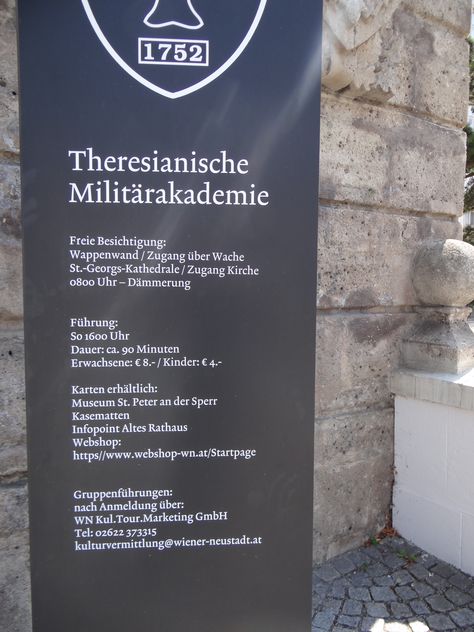 1752
Theresianische
Militärakademie
Freie Besichtigung:
Wappenwand / Zugang über Wache
St.-Georgs-Kathedrale / Zugang Kirche
0800 Uhr – Dämmerung
Führung:
So 1600 Uhr
Dauer: ca. 90 Minuten
Erwachsene: € 8.- / Kinder: € 4.-
Karten erhältlich:
Museum St. Peter an der Sperr
Kasematten
Infopoint Altes Rathaus
Webshop:
https//www.webshop-wn.at/Startpage
Gruppenführungen:
nach Anmeldung über:
WN Kul.Tour.Marketing GmbH
Tel: 02622 373315
kulturvermittlung@wiener-neustadt.at